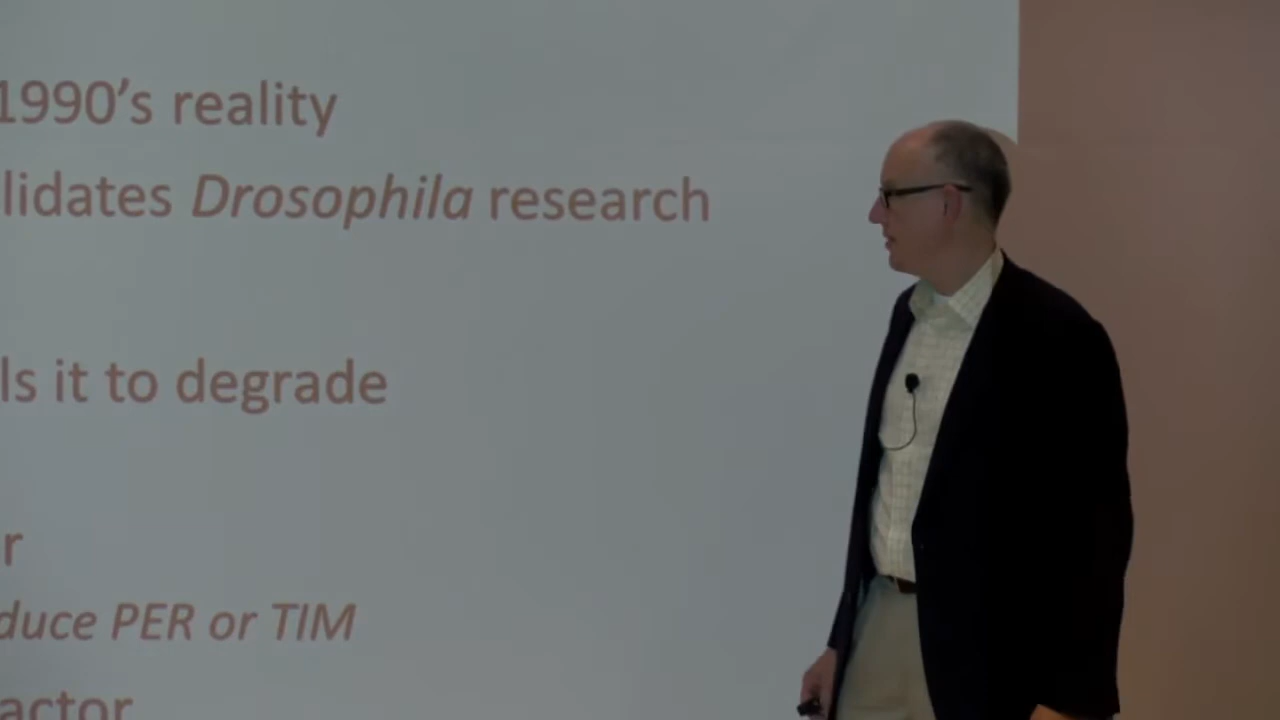 1990’s reality
lidates Drosophila research
ls it to degrade
r
duce PER or TIM
actor